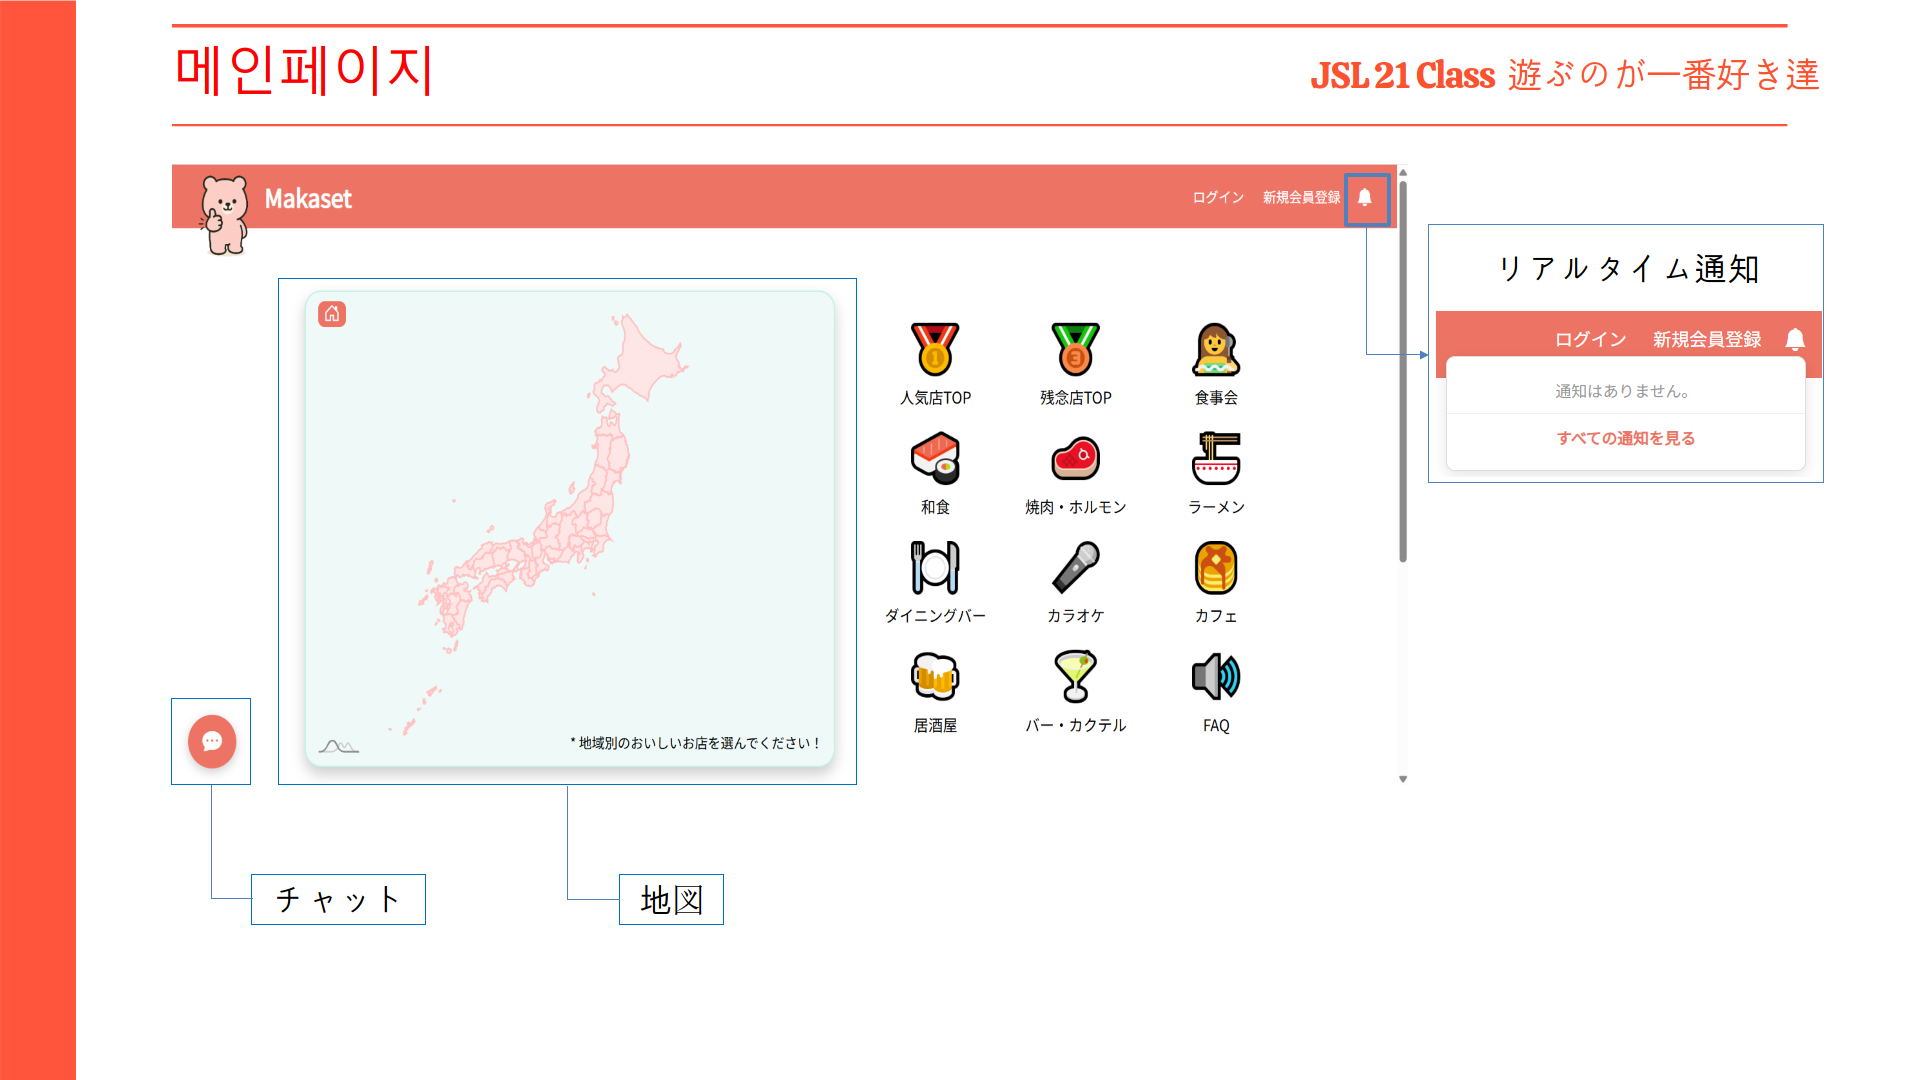 메인페이지
JSL 21 Class 遊ぶのが一番好き達
Makaset
ログイン 新規会員登録
リアルタイム通知
ログイン 新規会員登録
通知はありません。
すべての通知を見る
人気店TOP 残念店TOP 食事会
和食 焼肉・ホルモン ラーメン
ダイニングバー カラオケ カフェ
居酒屋 バー・カクテル FAQ
* 地域別のおいしいお店を選んでください！
チャット
地図